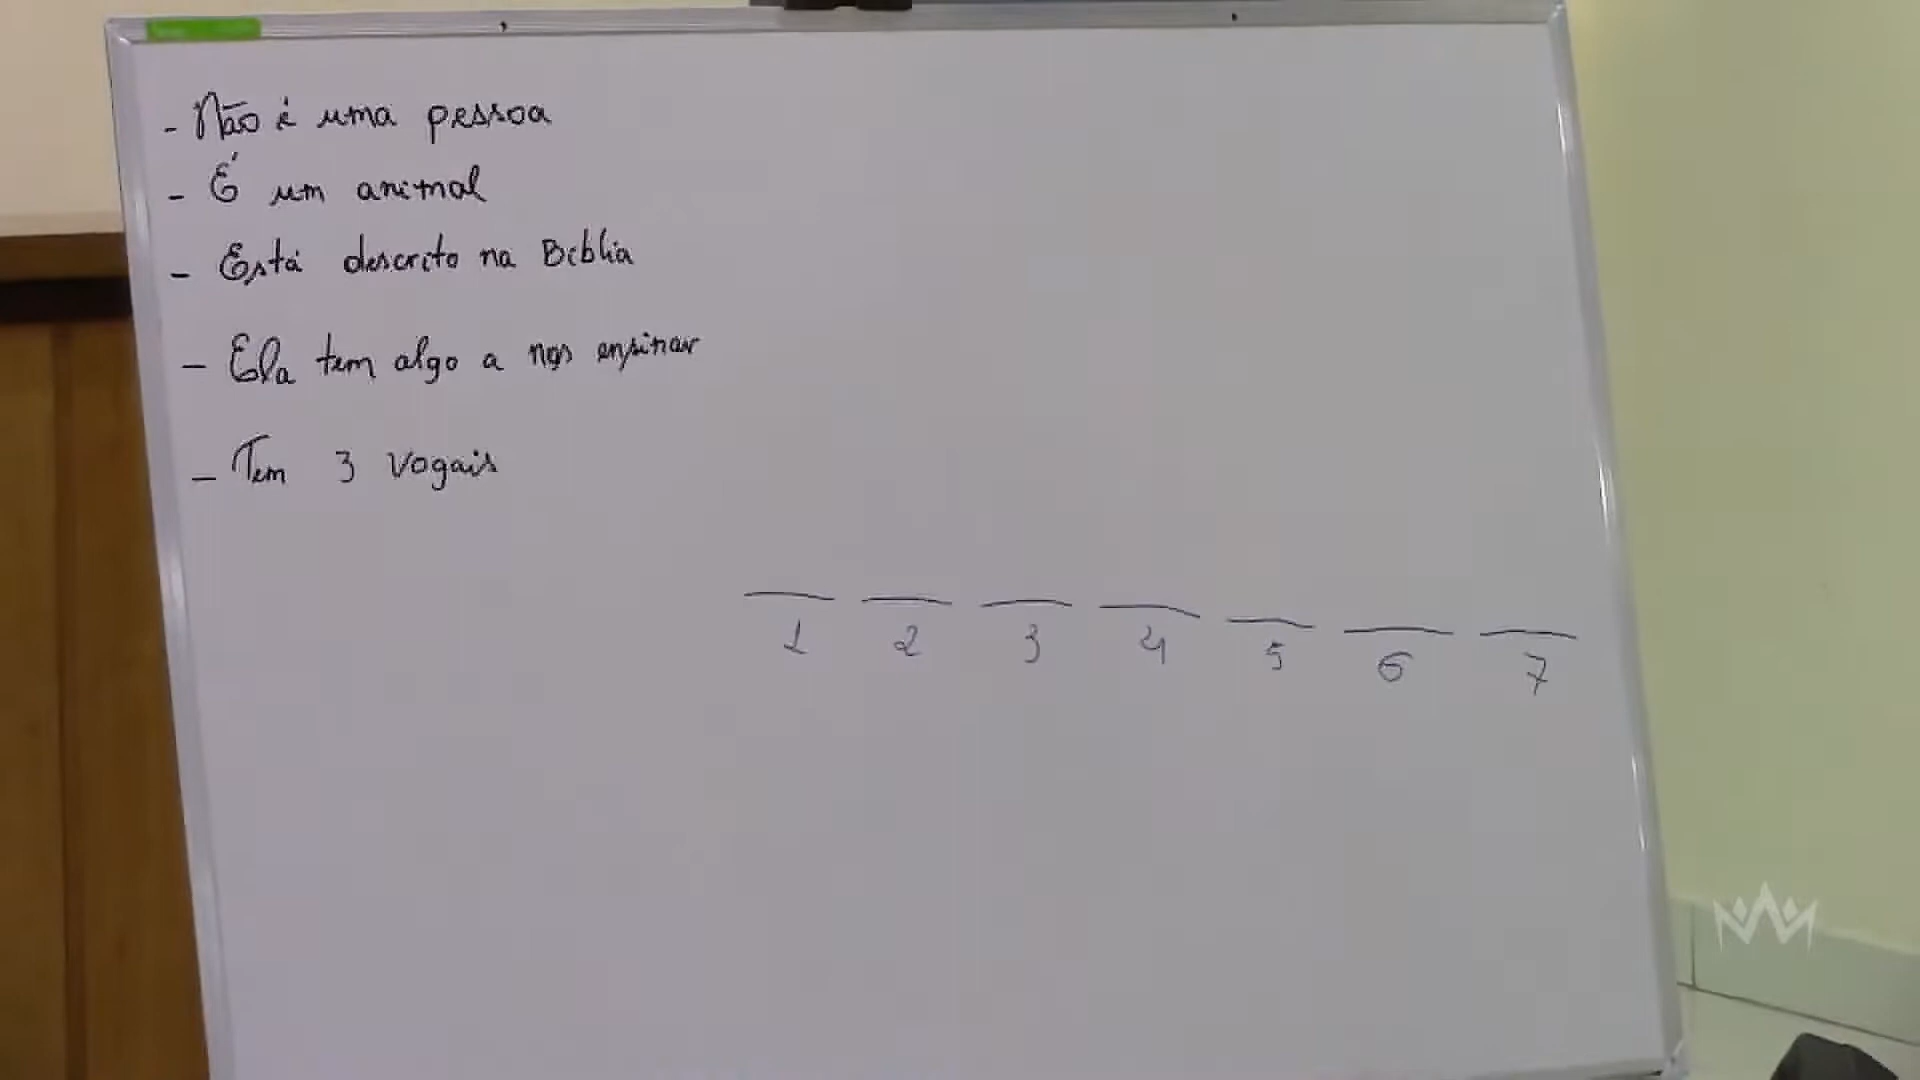 - Não é uma pessoa
- É um animal
- Está descrito na Bíblia
- Ela tem algo a nos ensinar
- Tem 3 vogais
1 2 3 4 5 6 7